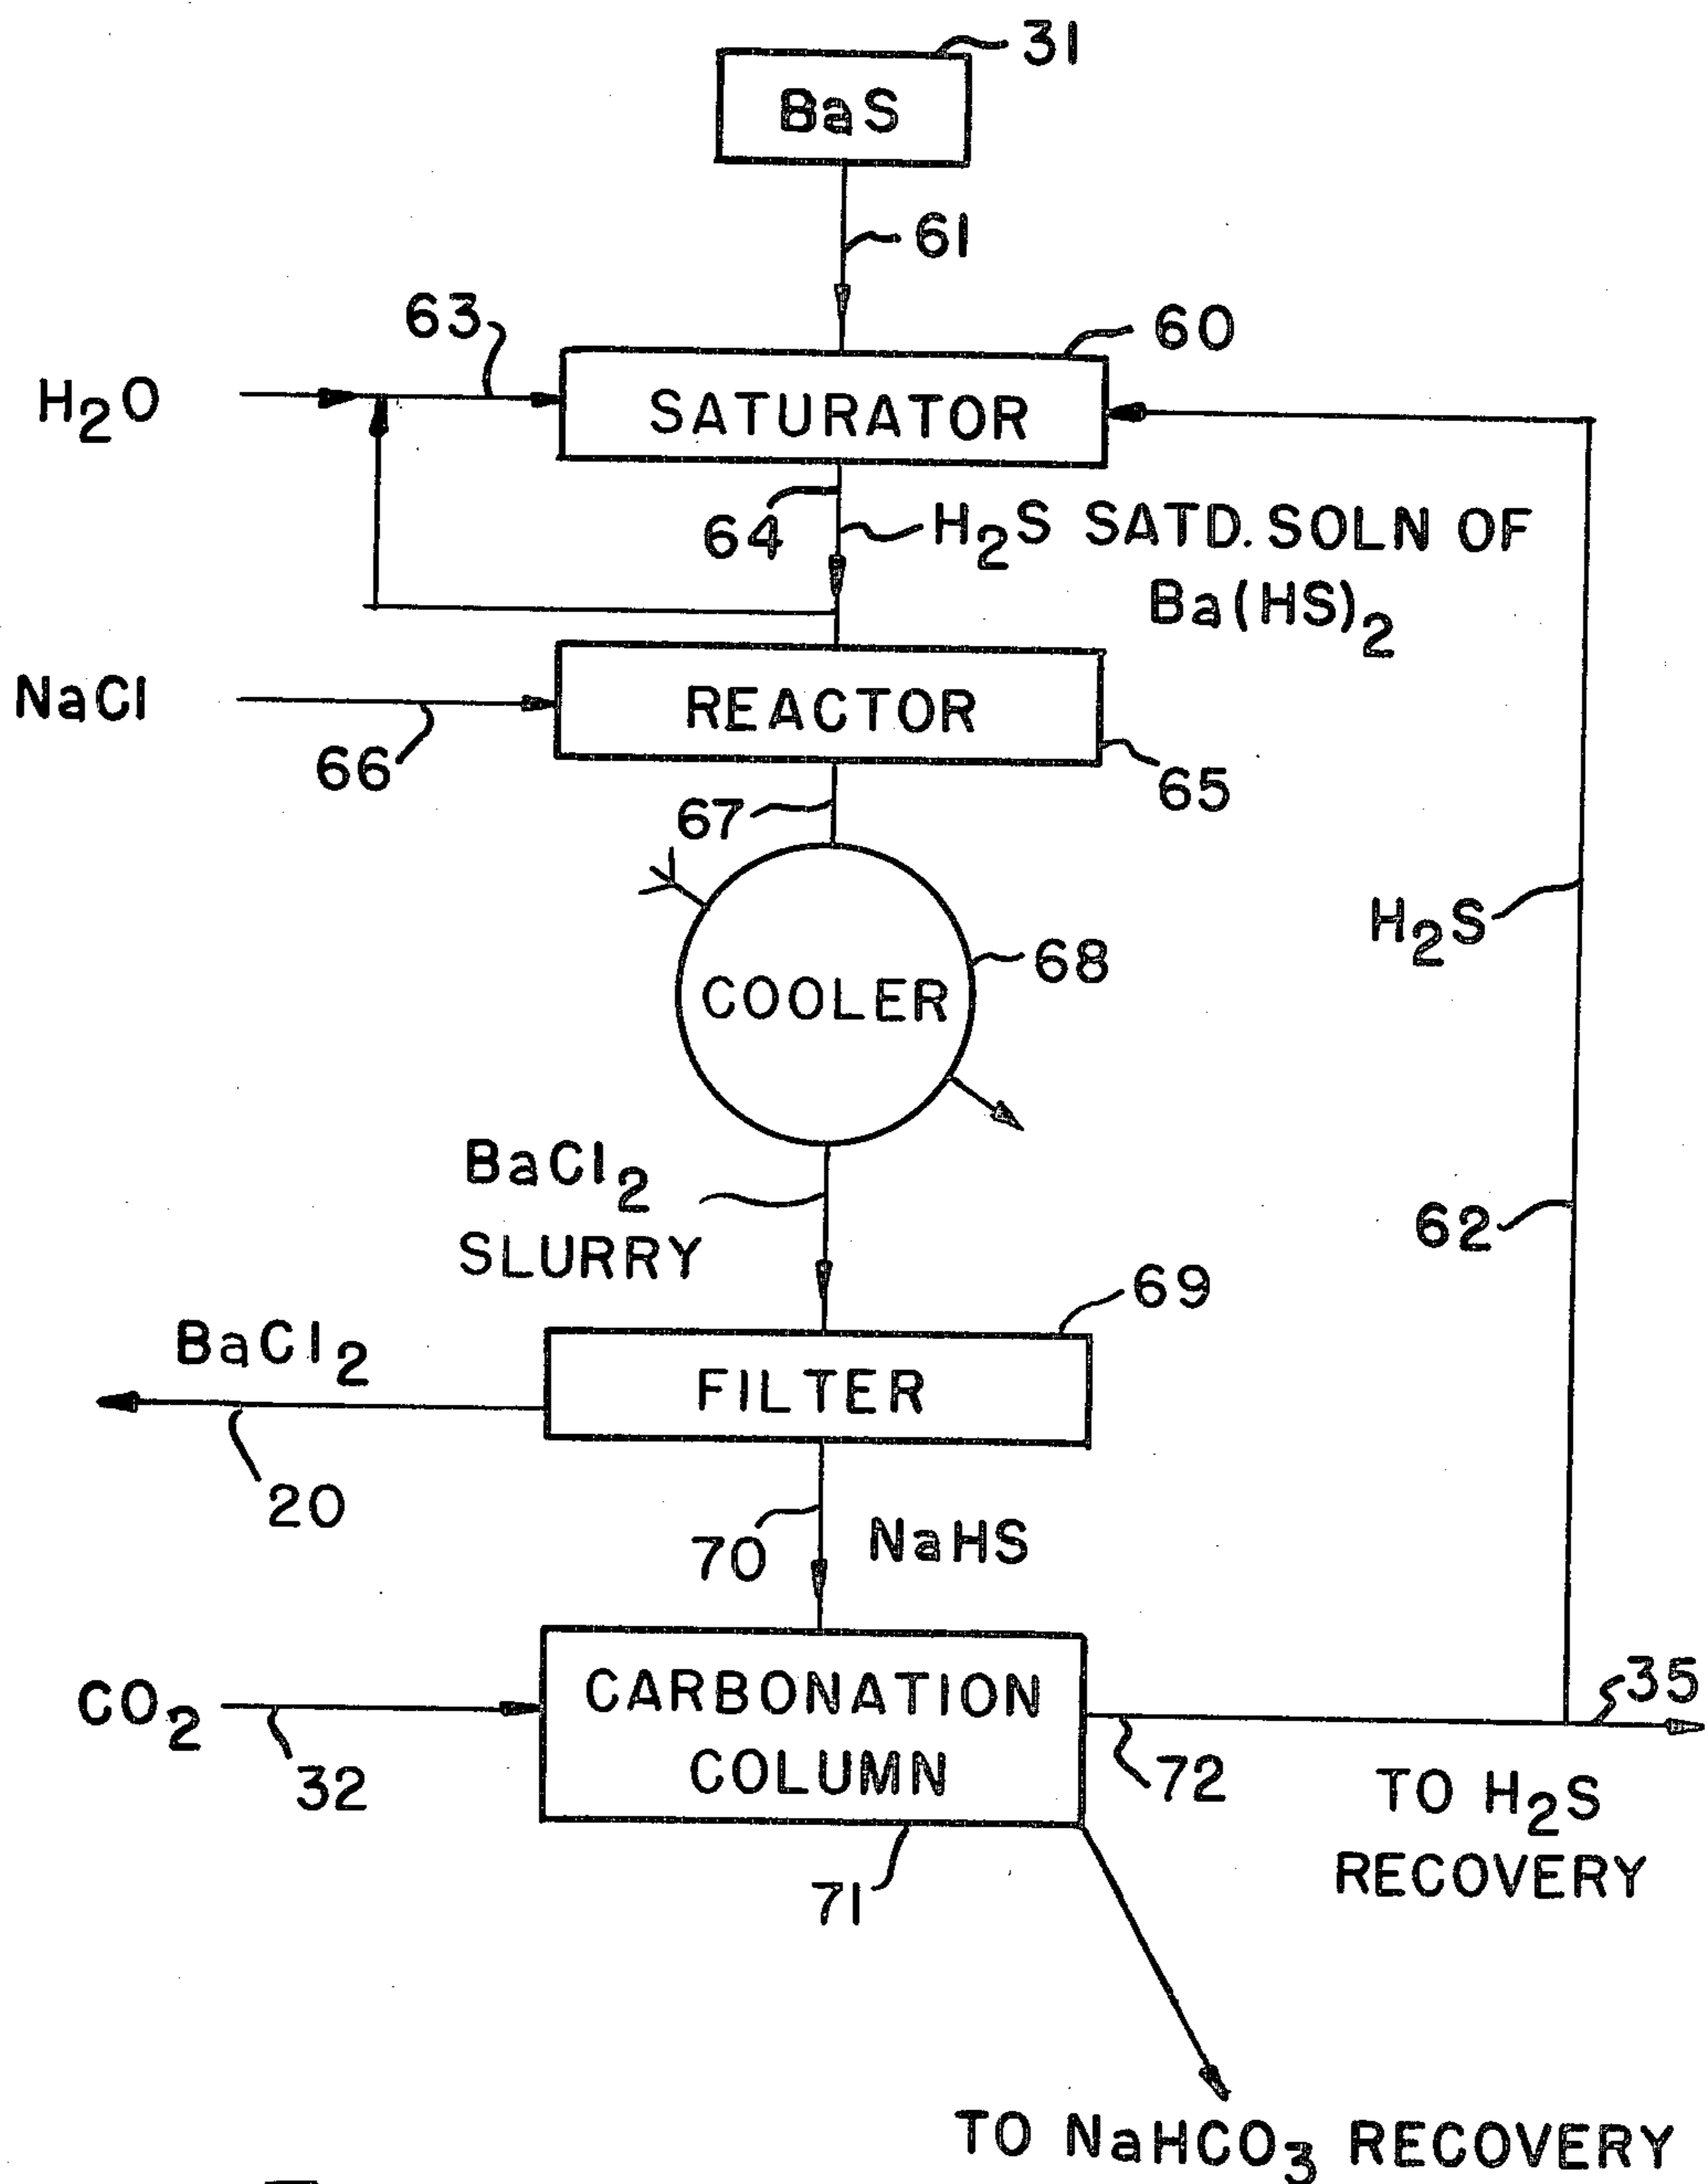 31
BaS
61
63
60
H₂O
SATURATOR
64
H₂S SATD. SOLN OF
Ba(HS)₂
NaCl
REACTOR
66
65
67
H₂S
68
COOLER
BaCl₂
SLURRY
62
69
BaCl₂
FILTER
20
70
NaHS
CO₂
CARBONATION
COLUMN
35
32
72
TO H₂S
RECOVERY
71
TO NaHCO₃ RECOVERY